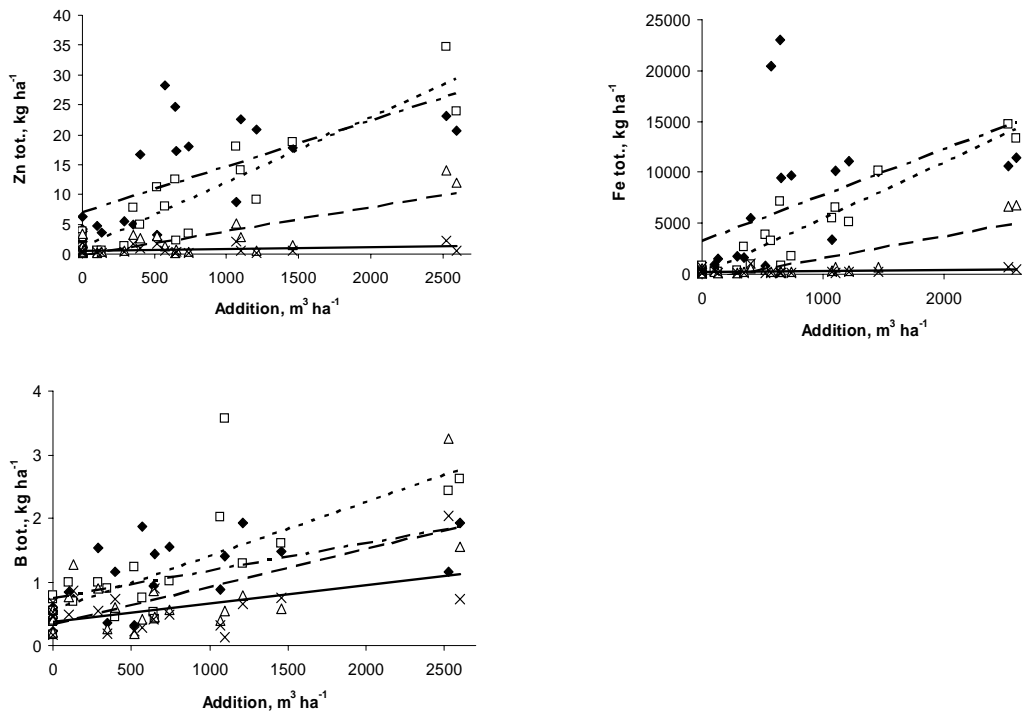 40
35
30
25
20
15
10
5
0
Zn tot., kg ha⁻¹
0 500 1000 1500 2000 2500
Addition, m³ ha⁻¹
25000
20000
15000
10000
5000
0
Fe tot., kg ha⁻¹
0 1000 2000
Addition, m³ ha⁻¹
4
3
2
1
0
B tot., kg ha⁻¹
0 500 1000 1500 2000 2500
Addition, m³ ha⁻¹